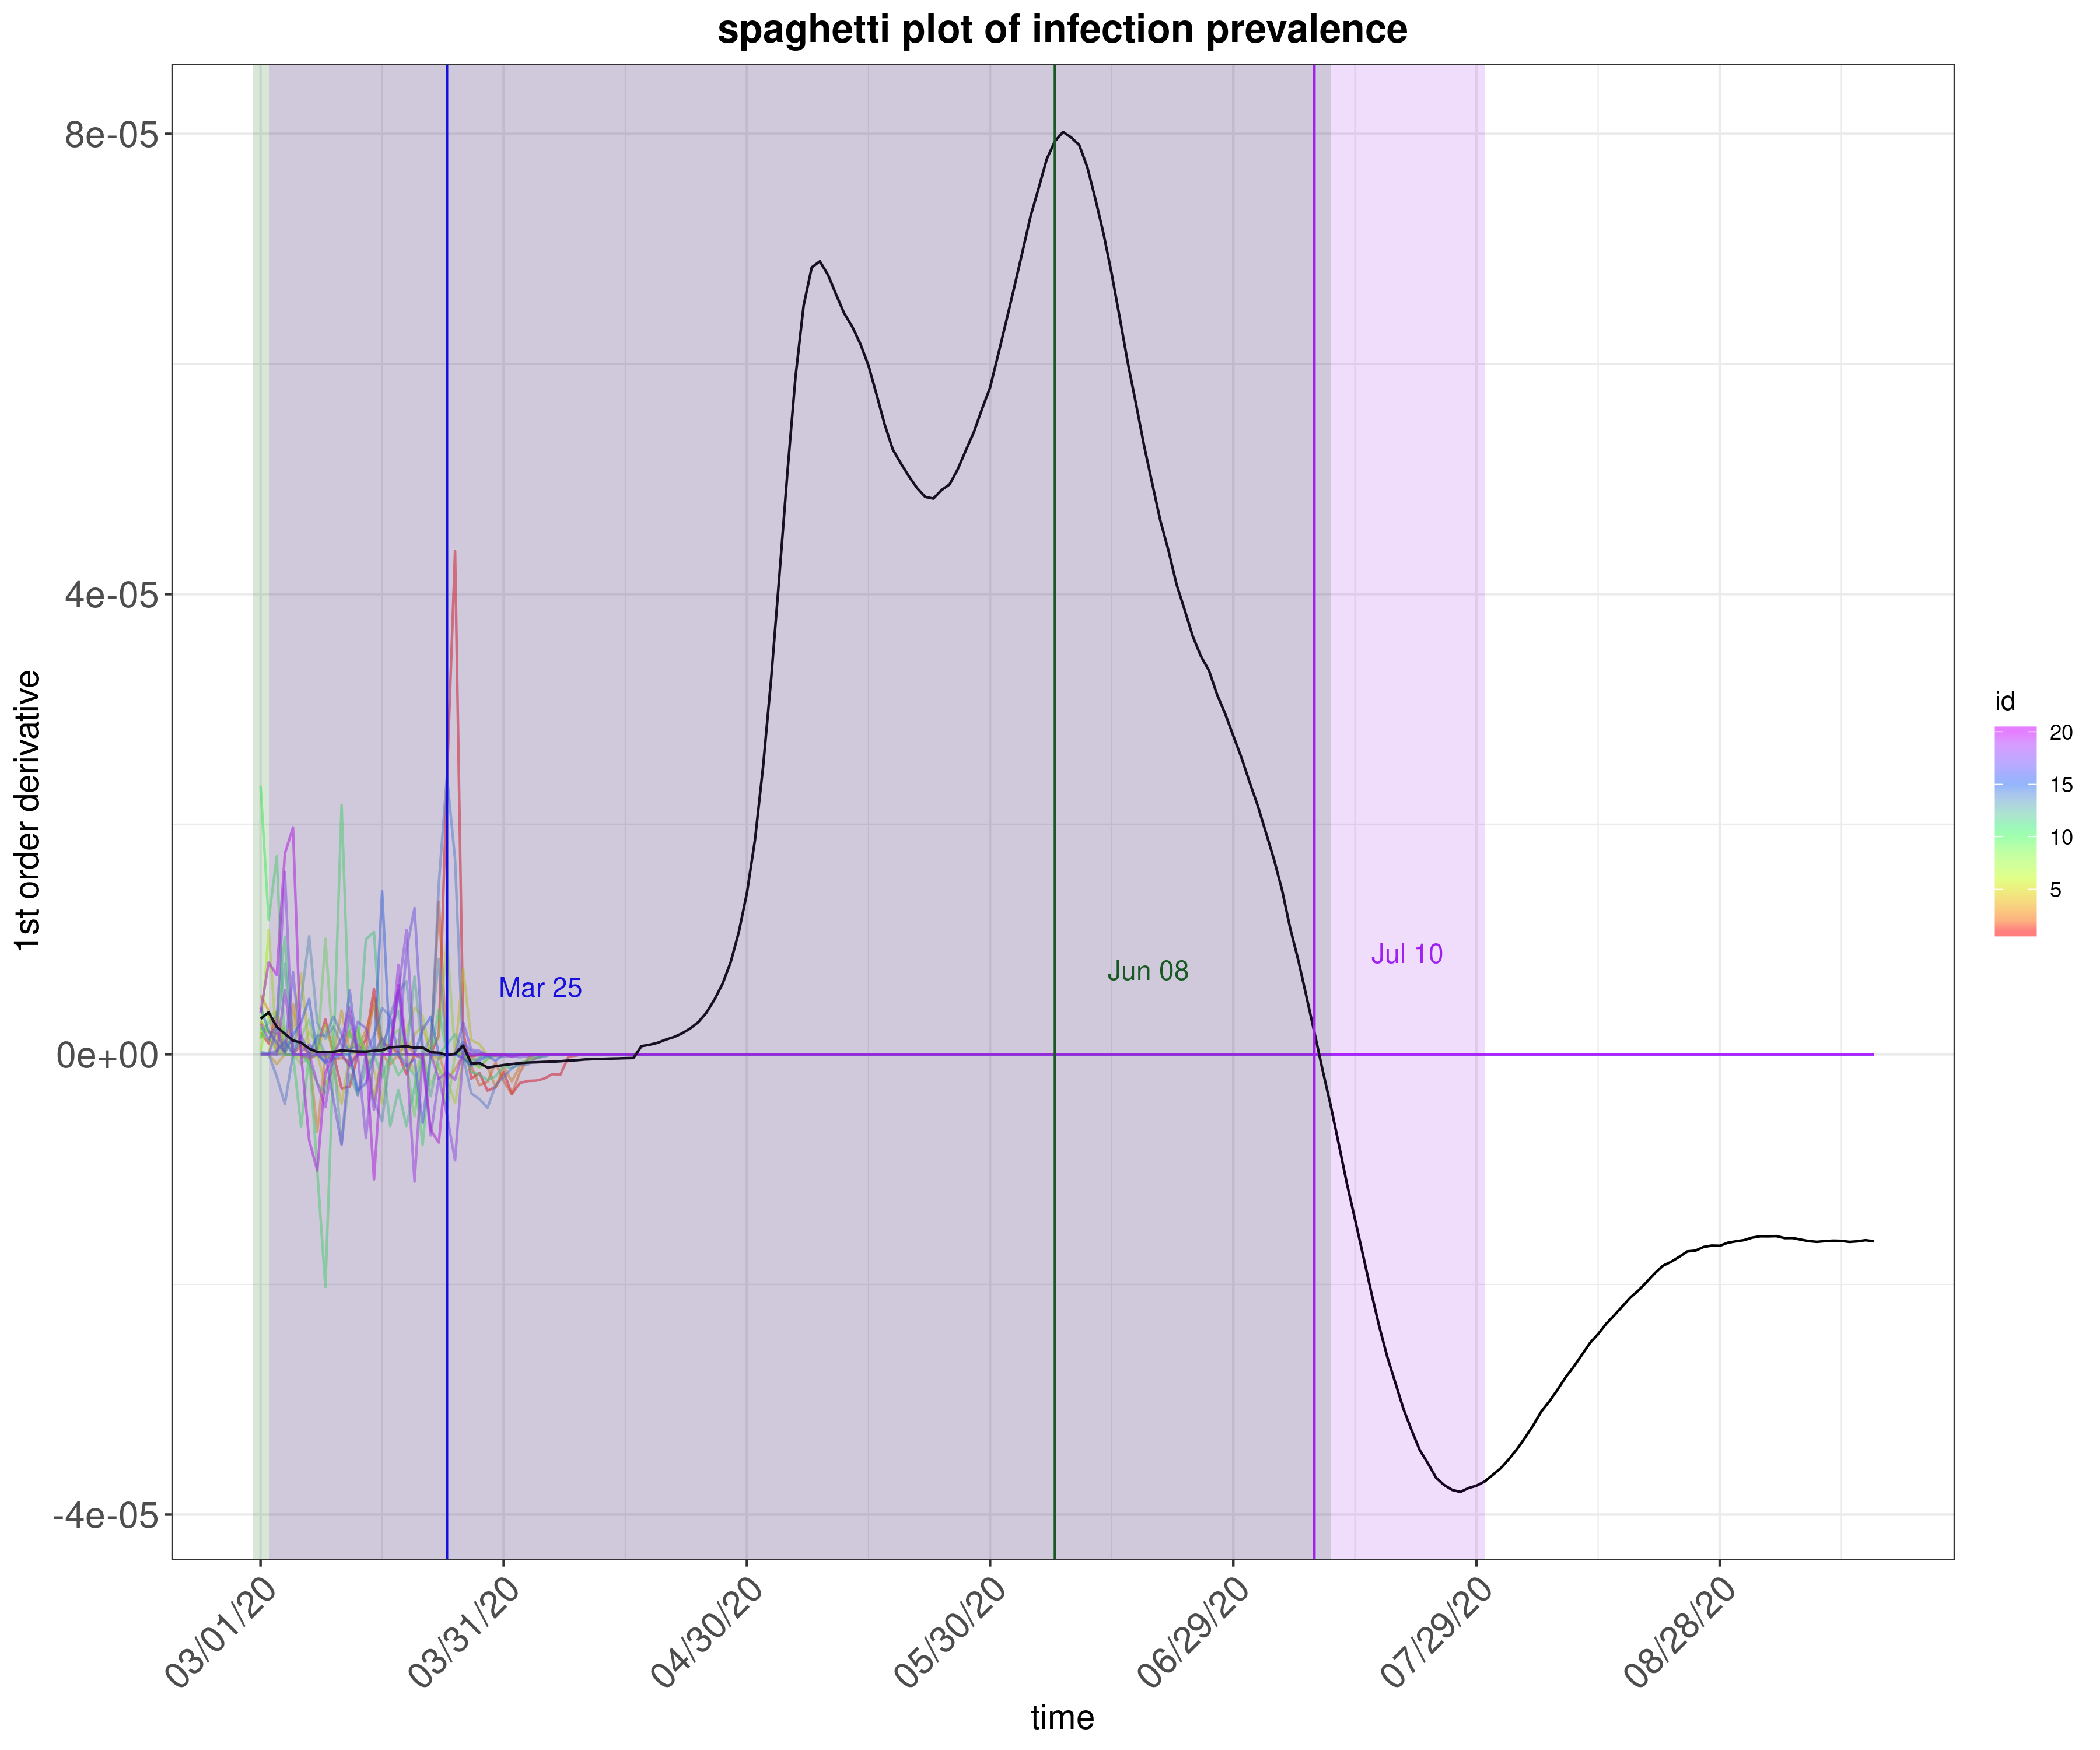 spaghetti plot of infection prevalence
1st order derivative
8e-05
4e-05
0e+00
-4e-05
Mar 25
Jun 08
Jul 10
id
20
15
10
5
03/01/20
03/31/20
04/30/20
05/30/20
06/29/20
07/29/20
08/28/20
time